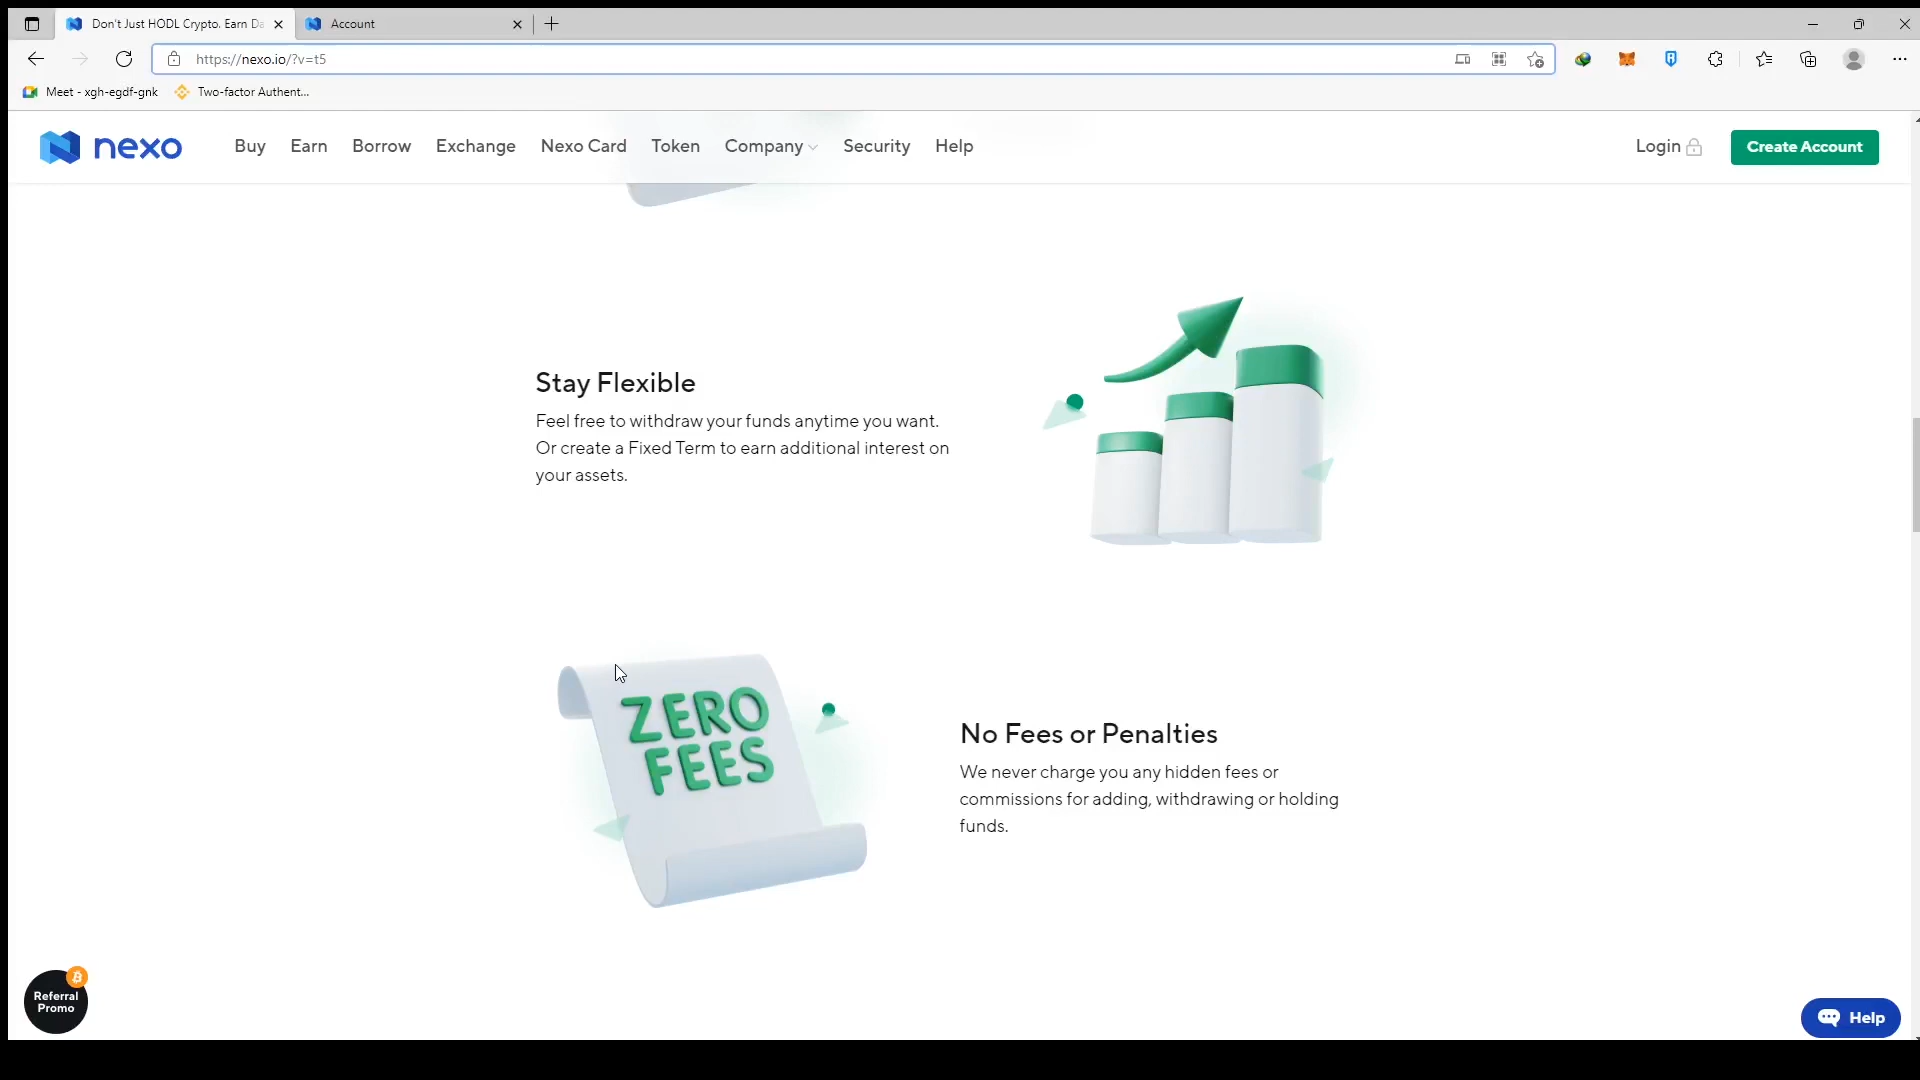 Don't Just HODL Crypto. Earn Da
Account
https://nexo.io/?v=t5
Meet - xgh-egdf-gnk
Two-factor Authent...
nexo
Buy
Earn
Borrow
Exchange
Nexo Card
Token
Company
Security
Help
Login
Create Account
Stay Flexible
Feel free to withdraw your funds anytime you want.
Or create a Fixed Term to earn additional interest on
your assets.
ZERO
FEES
No Fees or Penalties
We never charge you any hidden fees or
commissions for adding, withdrawing or holding
funds.
Referral
Promo
Help